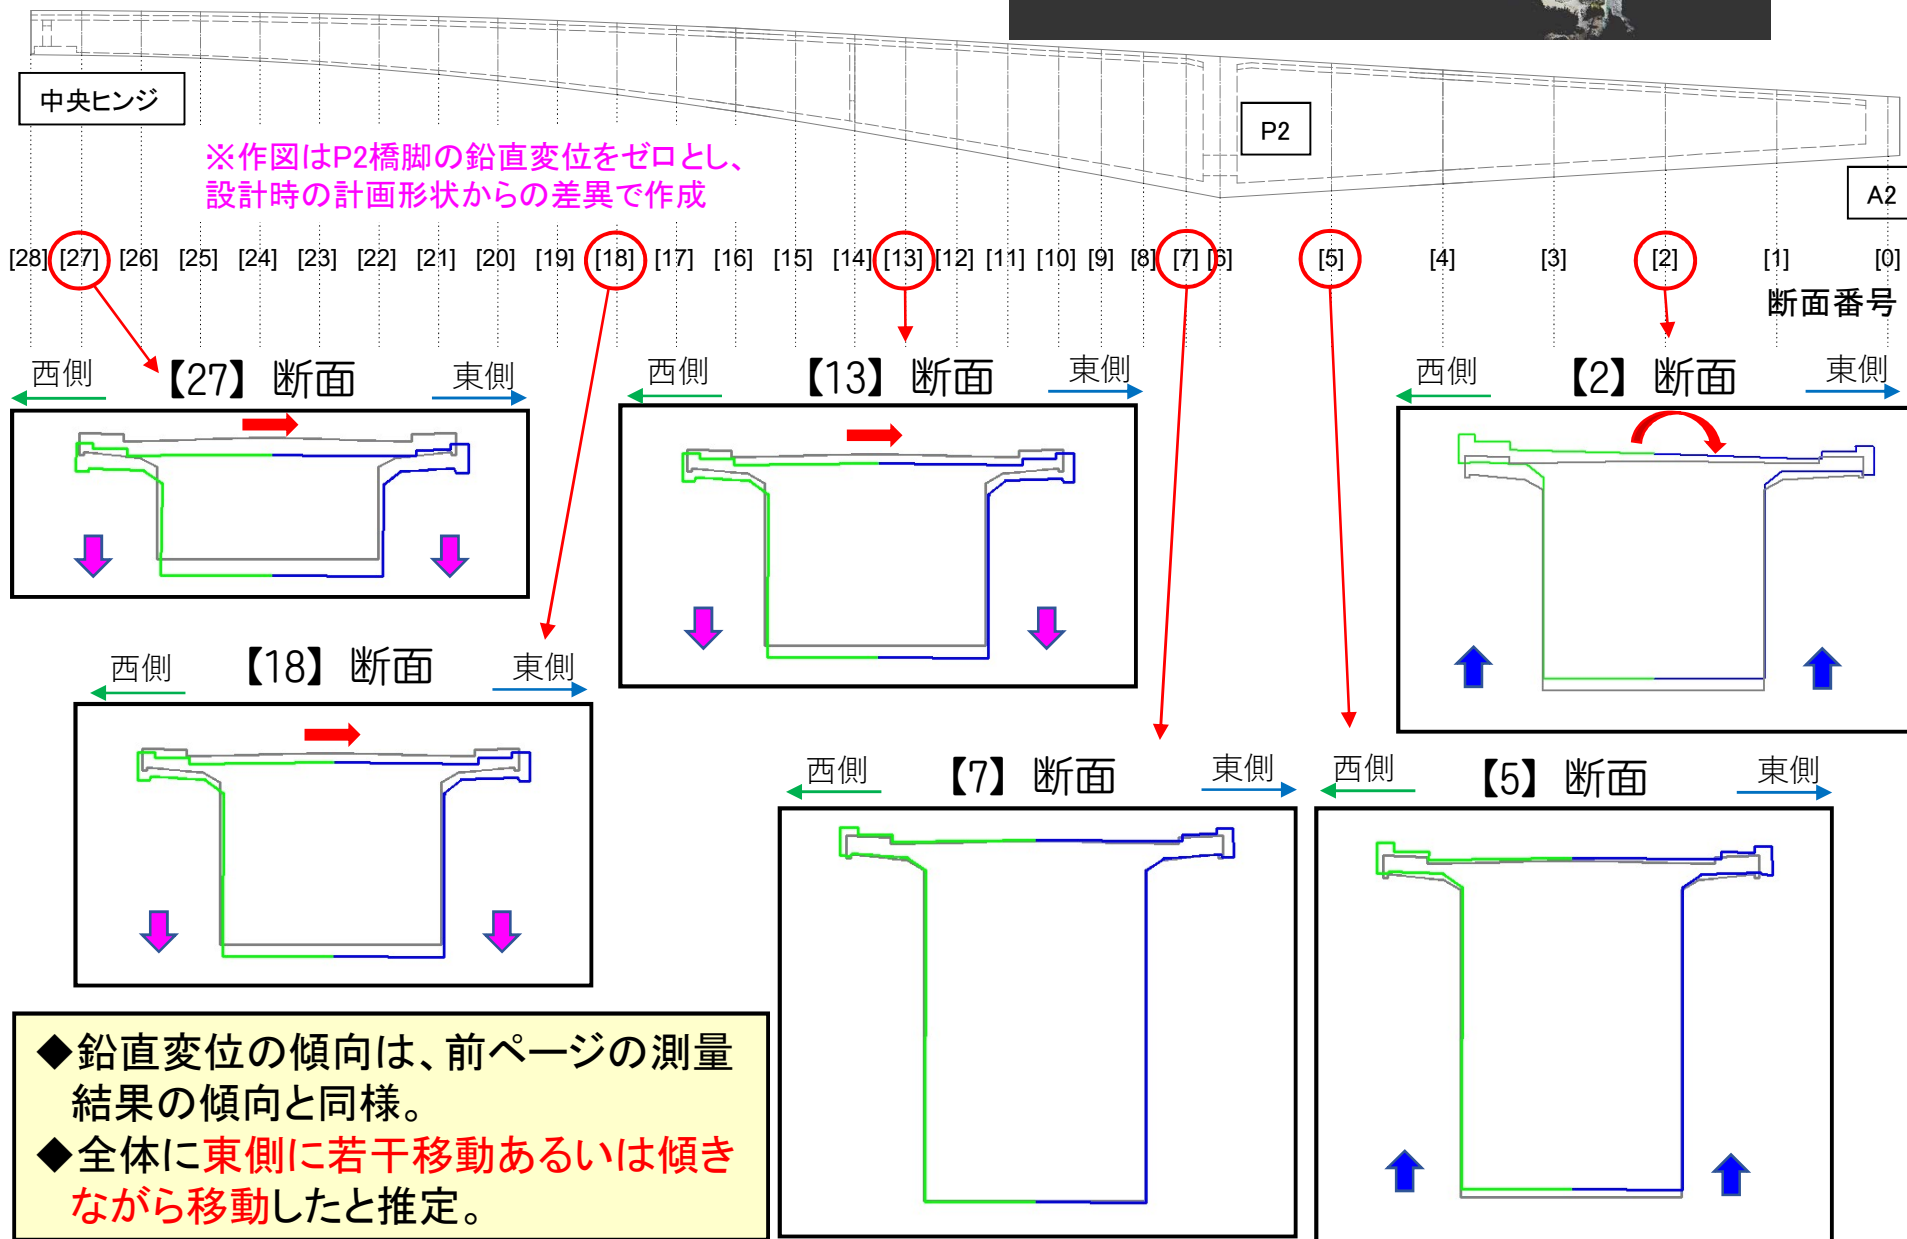 中央ヒンジ
P2
A2
※作図はP2橋脚の鉛直変位をゼロとし、
設計時の計画形状からの差異で作成
[28] [27] [26] [25] [24] [23] [22] [21] [20] [19] [18] [17] [16] [15] [14] [13] [12] [11] [10] [9] [8] [7] [6] [5] [4] [3] [2] [1] [0]
断面番号
西側 【27】 断面 東側
西側 【13】 断面 東側
西側 【2】 断面 東側
西側 【18】 断面 東側
西側 【7】 断面 東側
西側 【5】 断面 東側
◆鉛直変位の傾向は、前ページの測量
結果の傾向と同様。
◆全体に東側に若干移動あるいは傾き
ながら移動したと推定。